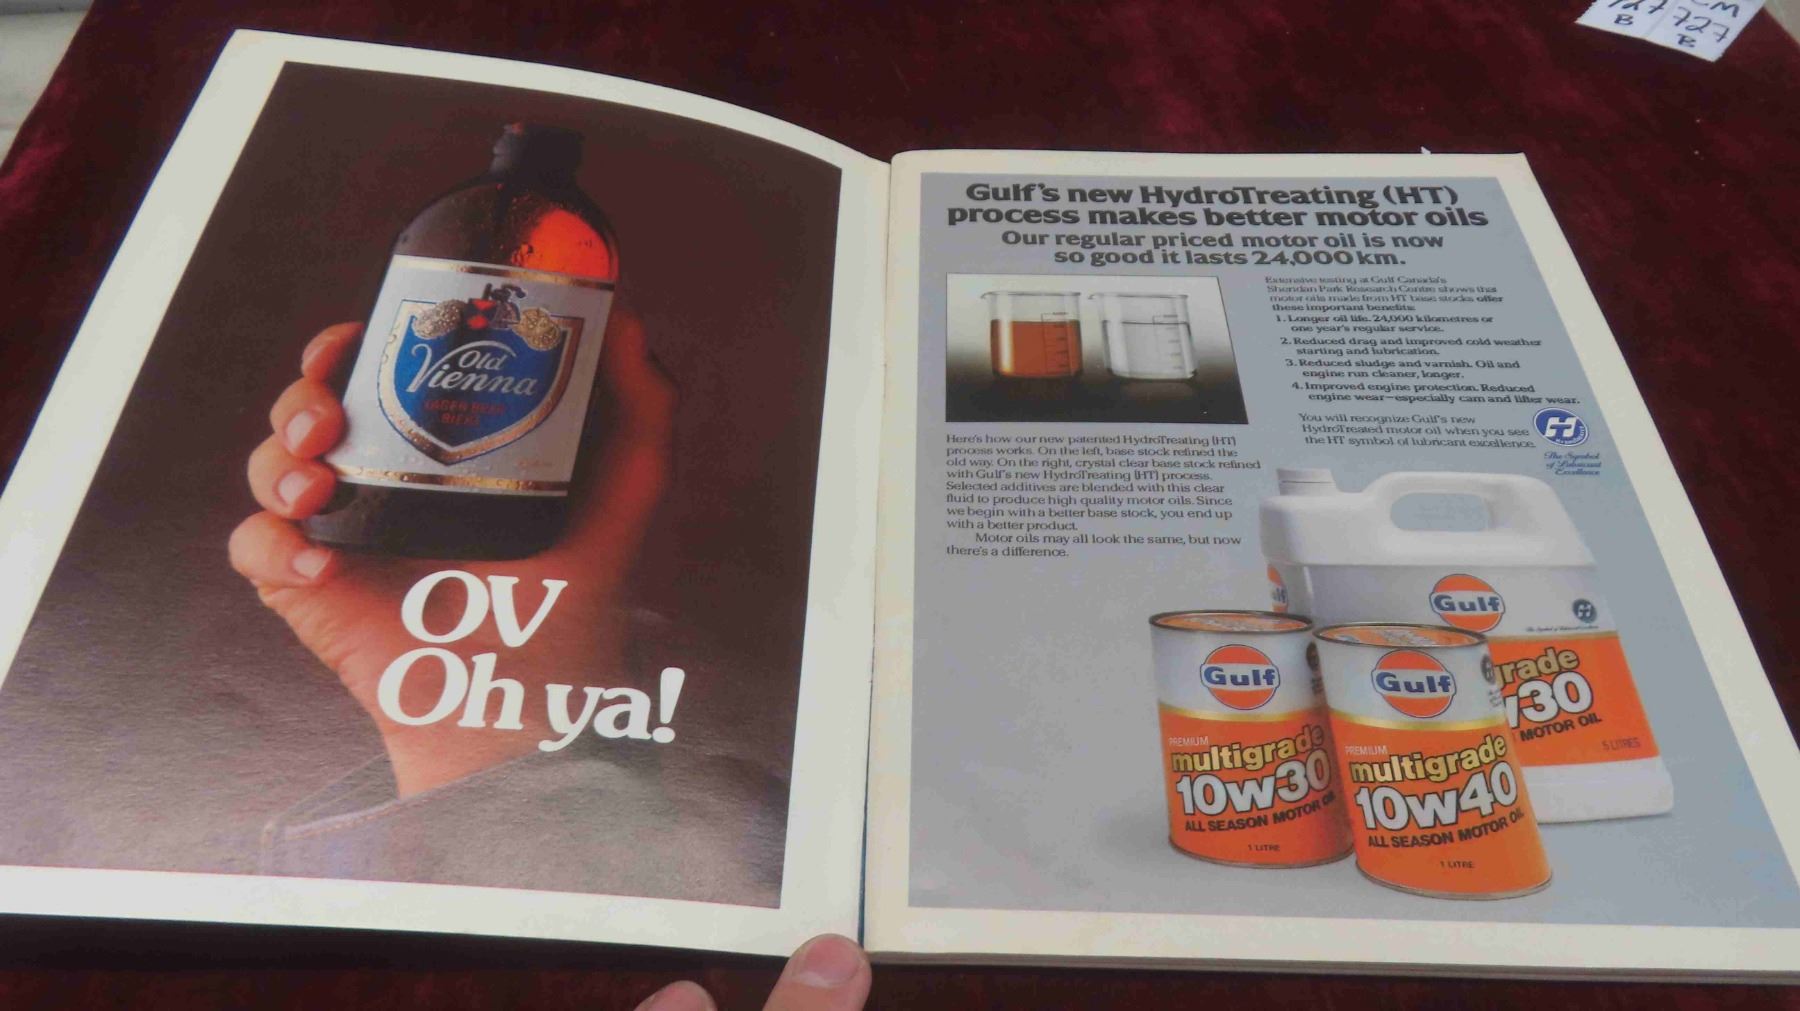 Old
Vienna
LAGER BEER
BIÈRE
OV
Oh ya!
Gulf's new HydroTreating (HT)
process makes better motor oils
Our regular priced motor oil is now
so good it lasts 24,000 km.
Extensive testing at Gulf Canada's
Sheridan Park Research Centre shows that
motor oils made from HT base stocks offer
these important benefits:
1. Longer oil life. 24,000 kilometres or
one year's regular service.
2. Reduced drag and improved cold weather
starting and lubrication.
3. Reduced sludge and varnish. Oil and
engine run cleaner, longer.
4. Improved engine protection. Reduced
engine wear—especially cam and lifter wear.
You will recognize Gulf's new
HydroTreated motor oil when you see
the HT symbol of lubricant excellence.
HT
The Symbol
of Lubricant
Excellence
Here's how our new patented HydroTreating (HT)
process works. On the left, base stock refined the
old way. On the right, crystal clear base stock refined
with Gulf's new HydroTreating (HT) process.
Selected additives are blended with this clear
fluid to produce high quality motor oils. Since
we begin with a better base stock, you end up
with a better product.
Motor oils may all look the same, but now
there's a difference.
Gulf
grade
w30
MOTOR OIL
5 LITRES
Gulf
PREMIUM
multigrade
10w30
ALL SEASON MOTOR OIL
1 LITRE
Gulf
PREMIUM
multigrade
10w40
ALL SEASON MOTOR OIL
1 LITRE